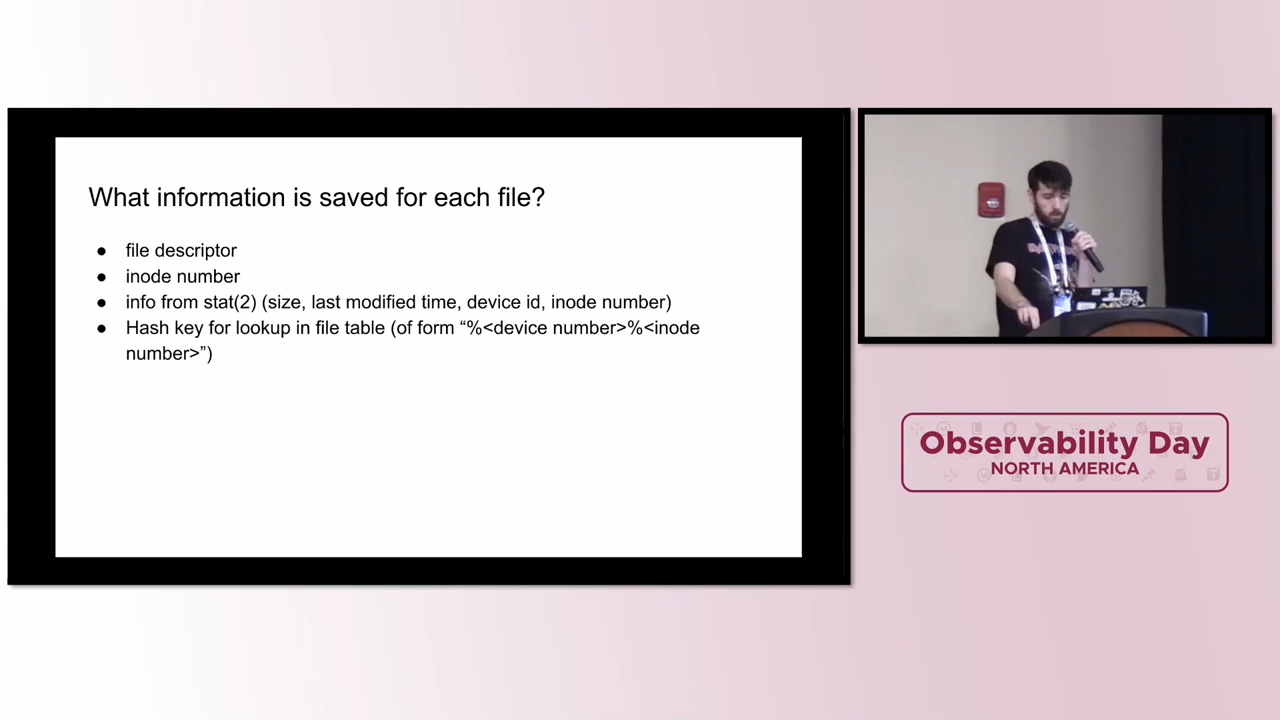 What information is saved for each file?
● file descriptor
● inode number
● info from stat(2) (size, last modified time, device id, inode number)
● Hash key for lookup in file table (of form “%<device number>%<inode
number>”)
Observability Day
NORTH AMERICA